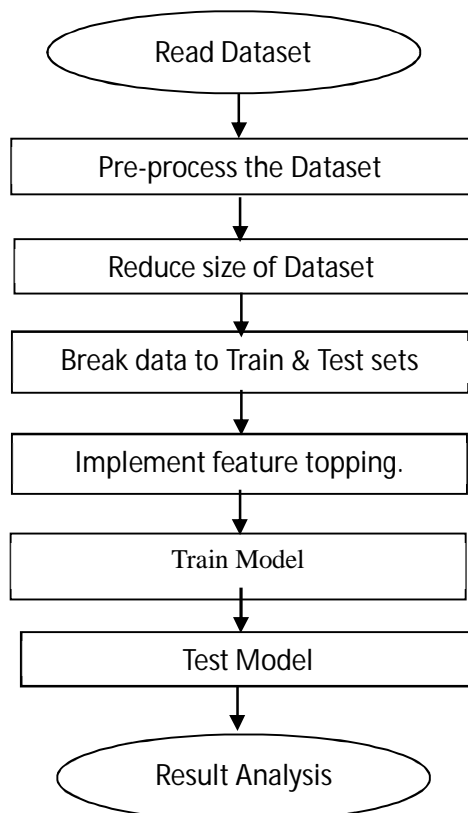 Read Dataset
Pre-process the Dataset
Reduce size of Dataset
Break data to Train & Test sets
Implement feature topping.
Train Model
Test Model
Result Analysis